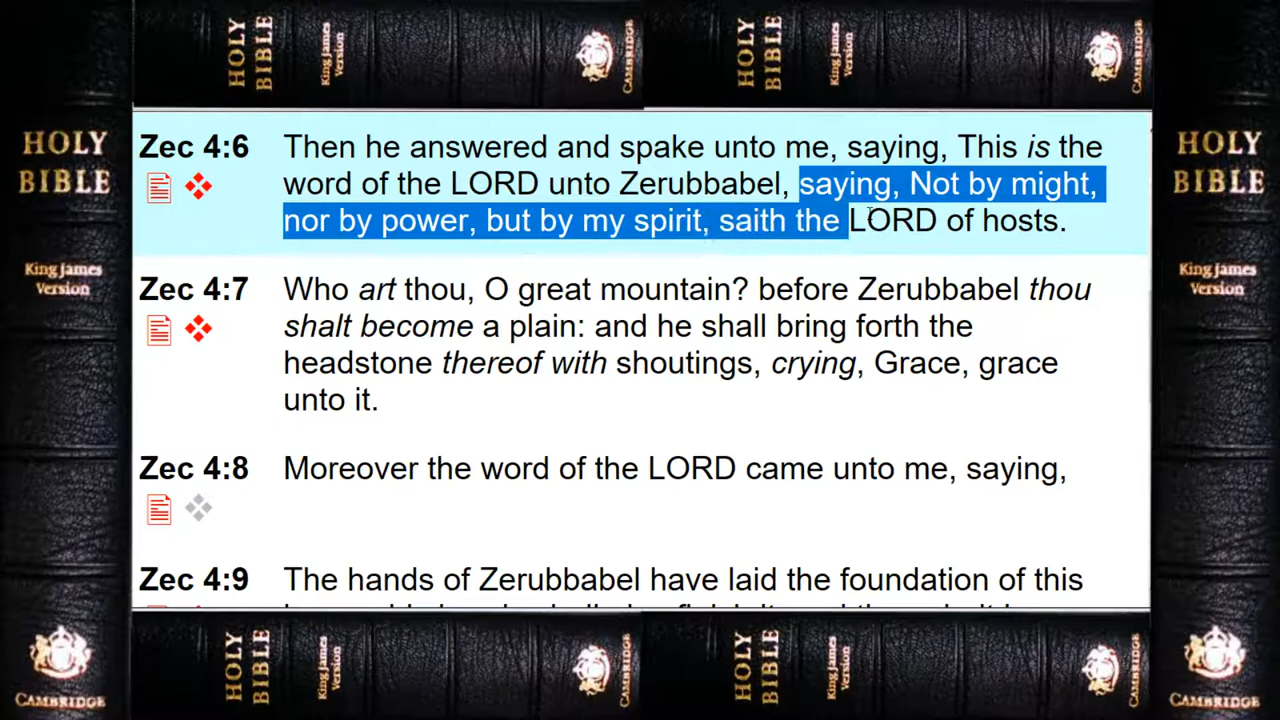 HOLY BIBLE
King James Version
CAMBRIDGE
HOLY BIBLE
King James Version
CAMBRIDGE
HOLY
BIBLE
King James
Version
CAMBRIDGE
Zec 4:6 Then he answered and spake unto me, saying, This is the
word of the LORD unto Zerubbabel, saying, Not by might,
nor by power, but by my spirit, saith the LORD of hosts.
Zec 4:7 Who art thou, O great mountain? before Zerubbabel thou
shalt become a plain: and he shall bring forth the
headstone thereof with shoutings, crying, Grace, grace
unto it.
Zec 4:8 Moreover the word of the LORD came unto me, saying,
Zec 4:9 The hands of Zerubbabel have laid the foundation of this
HOLY
BIBLE
King James
Version
CAMBRIDGE
HOLY BIBLE
King James Version
CAMBRIDGE
HOLY BIBLE
King James Version
CAMBRIDGE